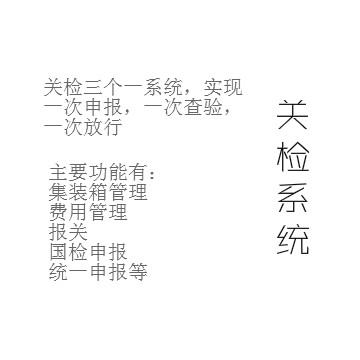 关检三个一系统，实现
一次申报，一次查验，
一次放行
主要功能有：
集装箱管理
费用管理
报关
国检申报
统一申报等
关检系统